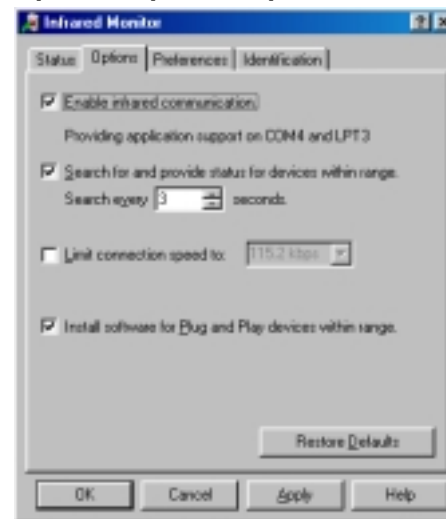 Infrared Monitor
Status Options Preferences Identification
Enable infrared communication.
Providing application support on COM4 and LPT3
Search for and provide status for devices within range.
Search every 3 seconds.
Limit connection speed to: 115.2 kbps
Install software for Plug and Play devices within range.
Restore Defaults
OK Cancel Apply Help